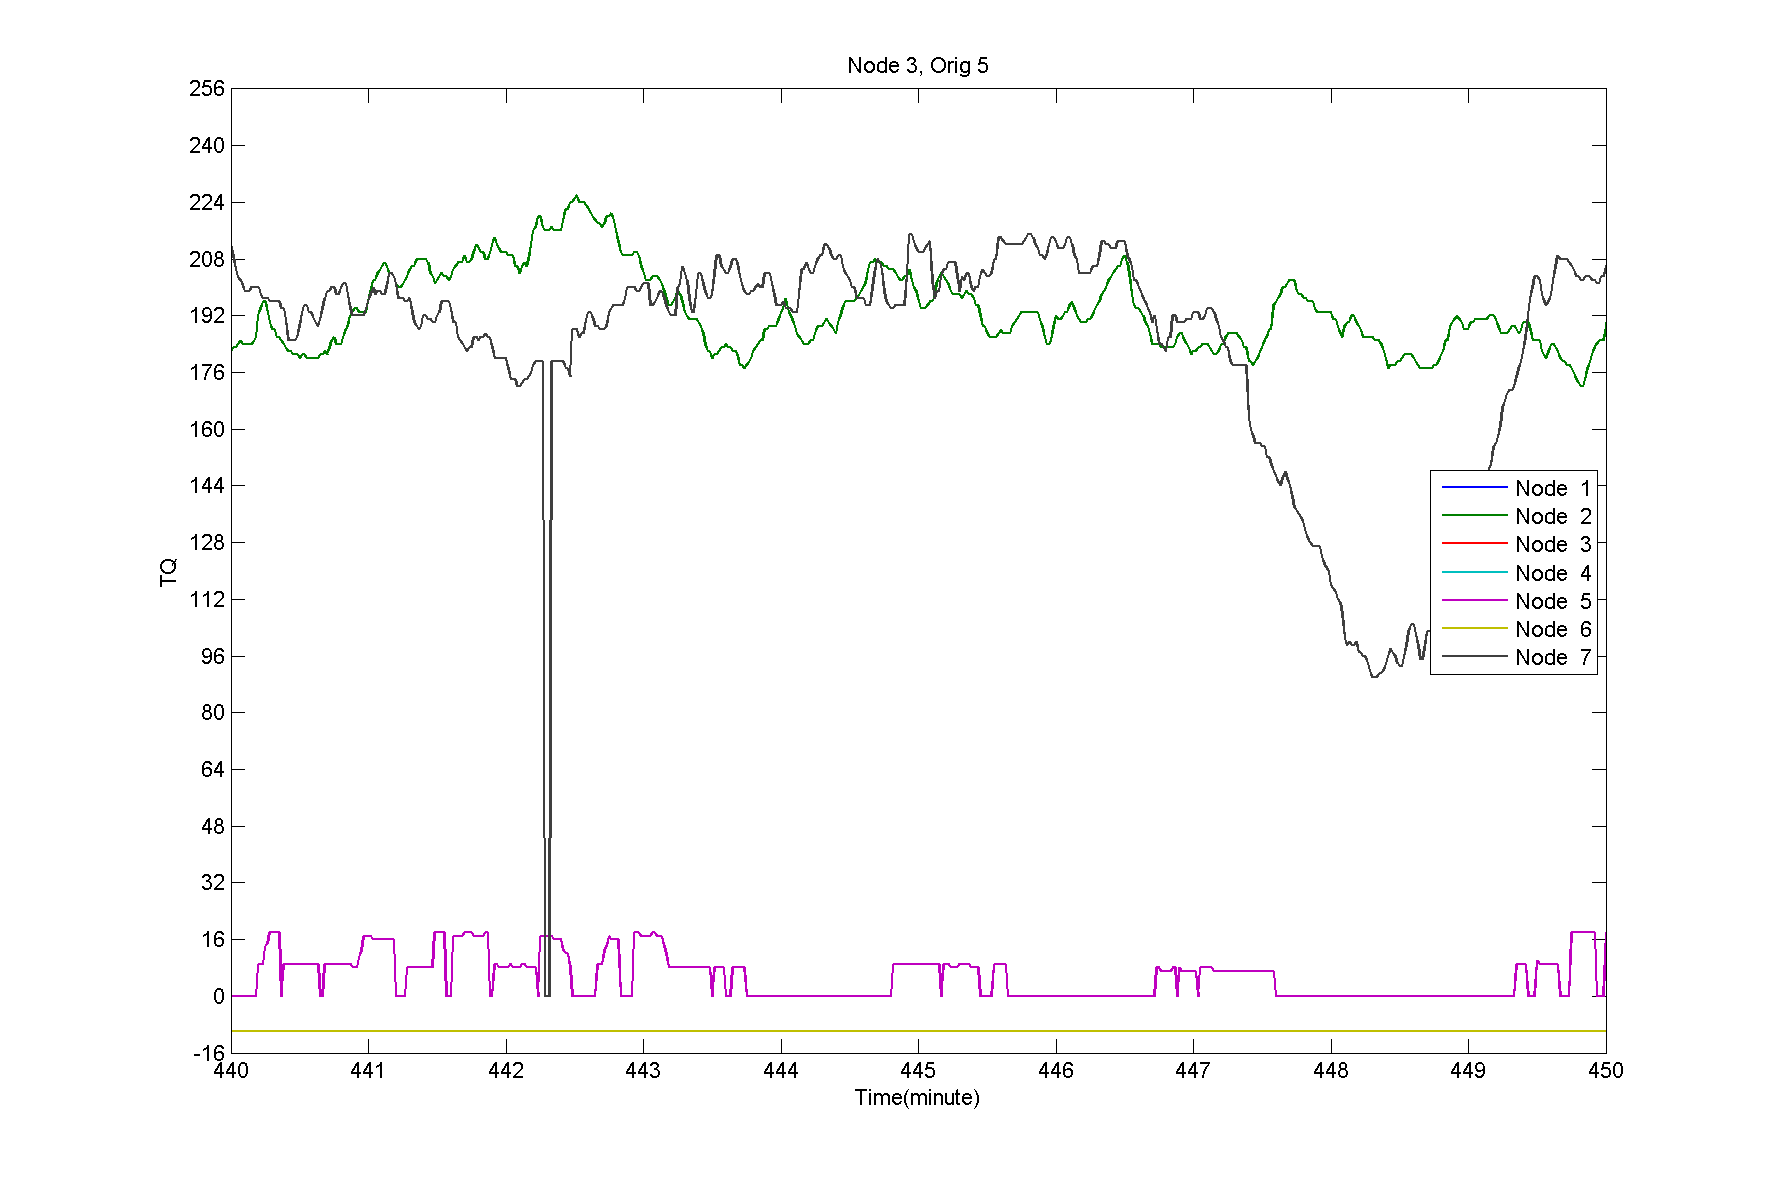 Node 3, Orig 5
256
240
224
208
192
176
160
144
128
112
96
80
64
48
32
16
0
-16
TQ
Node 1
Node 2
Node 3
Node 4
Node 5
Node 6
Node 7
440 441 442 443 444 445 446 447 448 449 450
Time(minute)